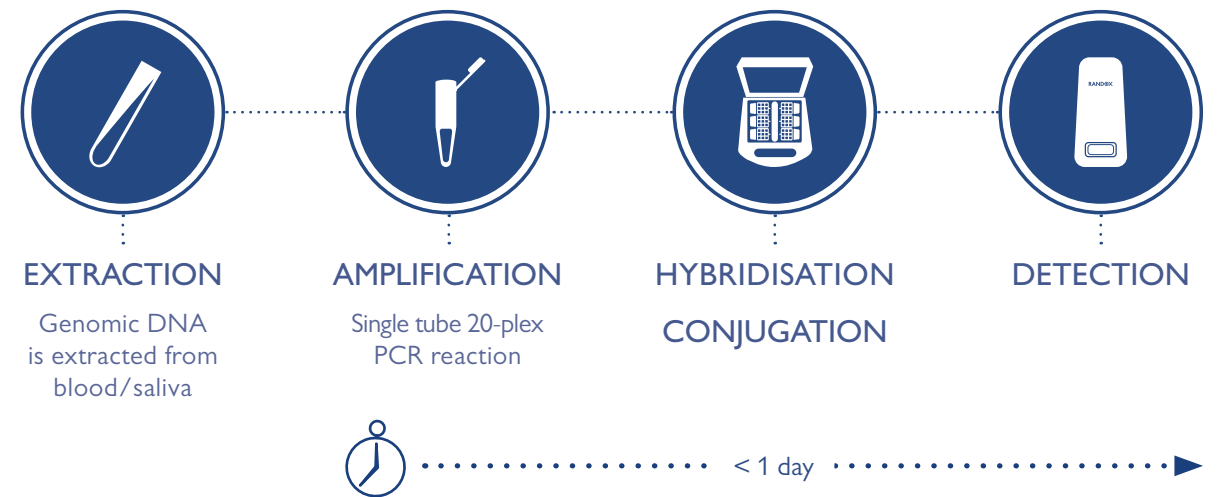 RANDOX
EXTRACTION
Genomic DNA
is extracted from
blood/saliva
AMPLIFICATION
Single tube 20-plex
PCR reaction
HYBRIDISATION
CONJUGATION
DETECTION
< 1 day